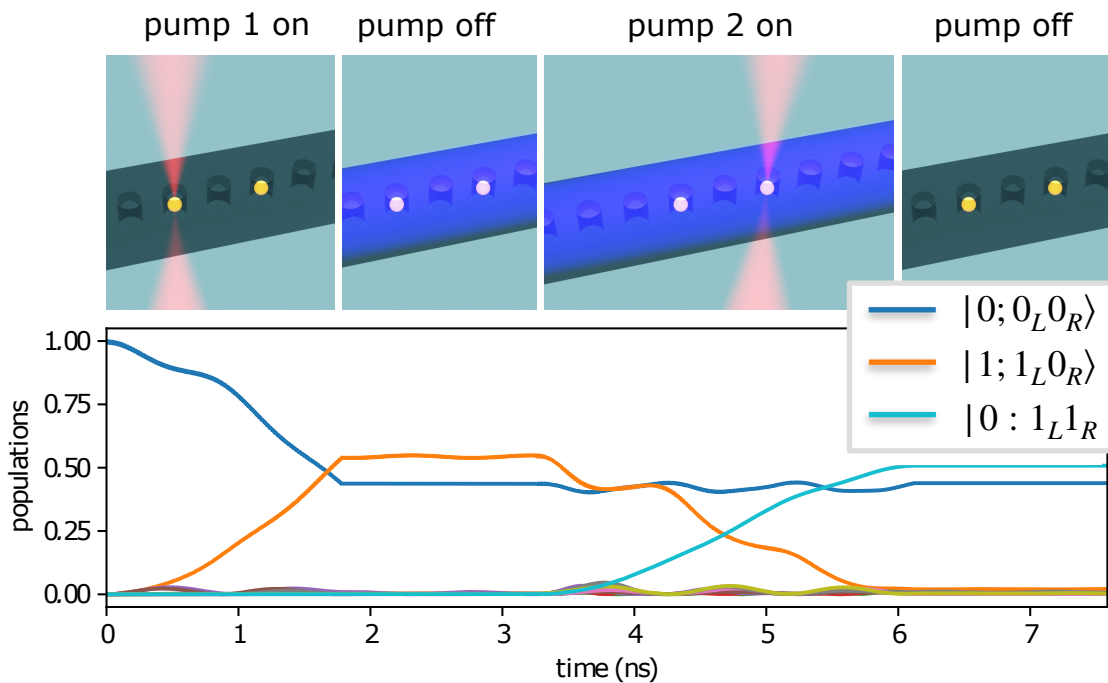 pump 1 on
pump off
pump 2 on
pump off
| 0; 0_L 0_R⟩
| 1; 1_L 0_R⟩
| 0 : 1_L 1_R
populations
1.00
0.75
0.50
0.25
0.00
0 1 2 3 4 5 6 7
time (ns)